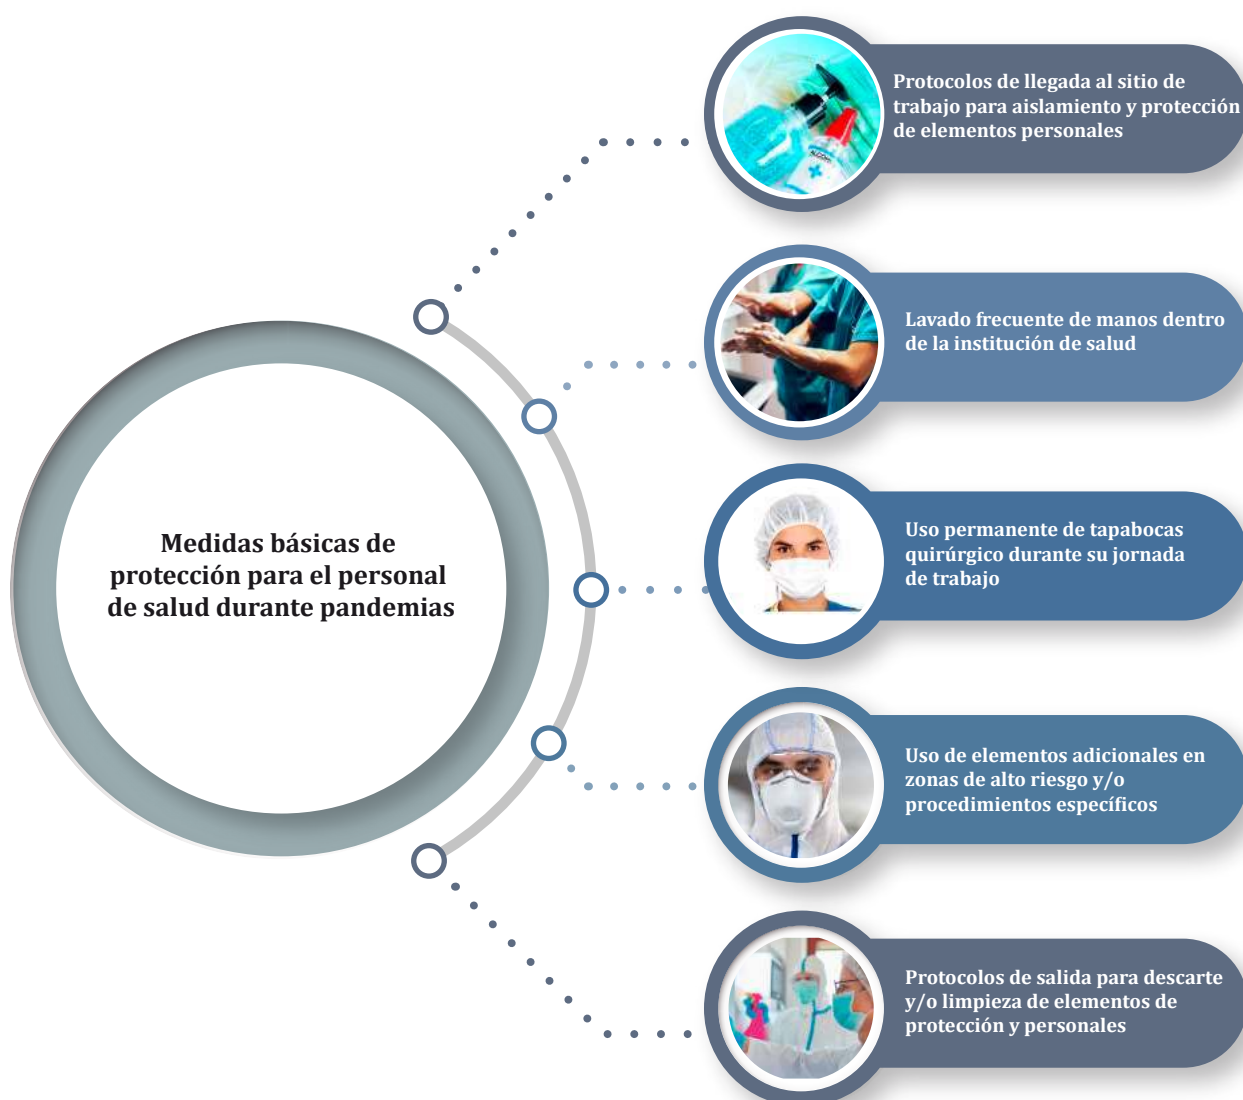 Protocolos de llegada al sitio de
trabajo para aislamiento y protección
de elementos personales
Lavado frecuente de manos dentro
de la institución de salud
Medidas básicas de
protección para el personal
de salud durante pandemias
Uso permanente de tapabocas
quirúrgico durante su jornada
de trabajo
Uso de elementos adicionales en
zonas de alto riesgo y/o
procedimientos específicos
Protocolos de salida para descarte
y/o limpieza de elementos de
protección y personales